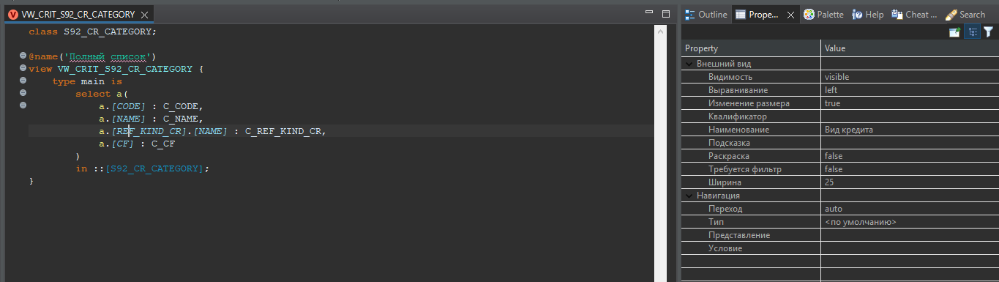 VW_CRIT_S92_CR_CATEGORY
class S92_CR_CATEGORY;
@name('Полный список')
view VW_CRIT_S92_CR_CATEGORY {
type main is
select a(
a.[CODE] : C_CODE,
a.[NAME] : C_NAME,
a.[REF_KIND_CR].[NAME] : C_REF_KIND_CR,
a.[CF] : C_CF
)
in ::[S92_CR_CATEGORY];
}
Outline Prope... Palette Help Cheat ... Search
Property Value
Внешний вид
Видимость visible
Выравнивание left
Изменение размера true
Квалификатор
Наименование Вид кредита
Подсказка
Раскраска false
Требуется фильтр false
Ширина 25
Навигация
Переход auto
Тип <по умолчанию>
Представление
Условие